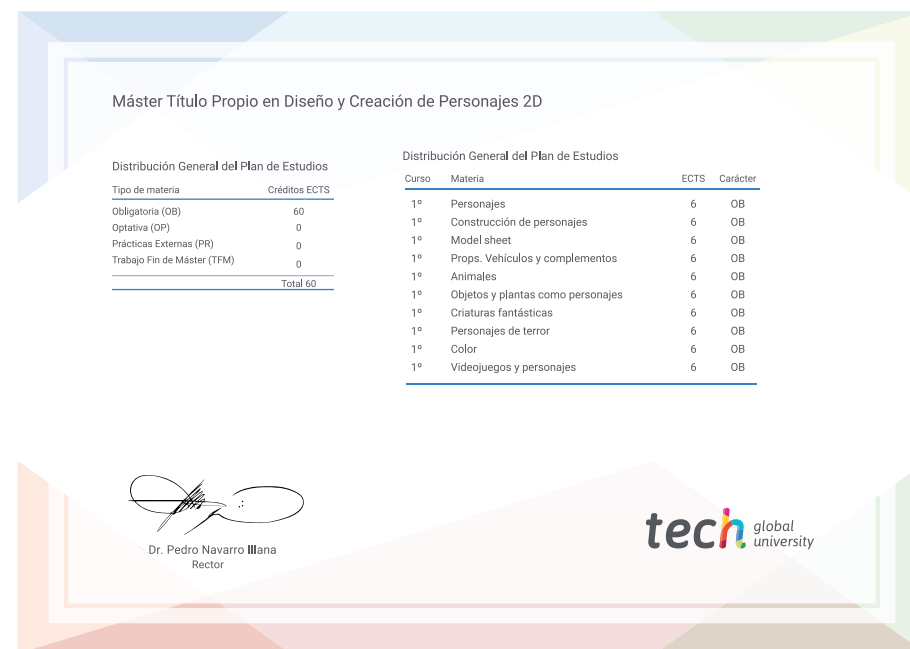 Máster Título Propio en Diseño y Creación de Personajes 2D
Distribución General del Plan de Estudios
Tipo de materia Créditos ECTS
Obligatoria (OB) 60
Optativa (OP) 0
Prácticas Externas (PR) 0
Trabajo Fin de Máster (TFM) 0
Total 60
Distribución General del Plan de Estudios
Curso Materia ECTS Carácter
1º Personajes 6 OB
1º Construcción de personajes 6 OB
1º Model sheet 6 OB
1º Props. Vehículos y complementos 6 OB
1º Animales 6 OB
1º Objetos y plantas como personajes 6 OB
1º Criaturas fantásticas 6 OB
1º Personajes de terror 6 OB
1º Color 6 OB
1º Videojuegos y personajes 6 OB
Dr. Pedro Navarro Illana
Rector
tech global
university